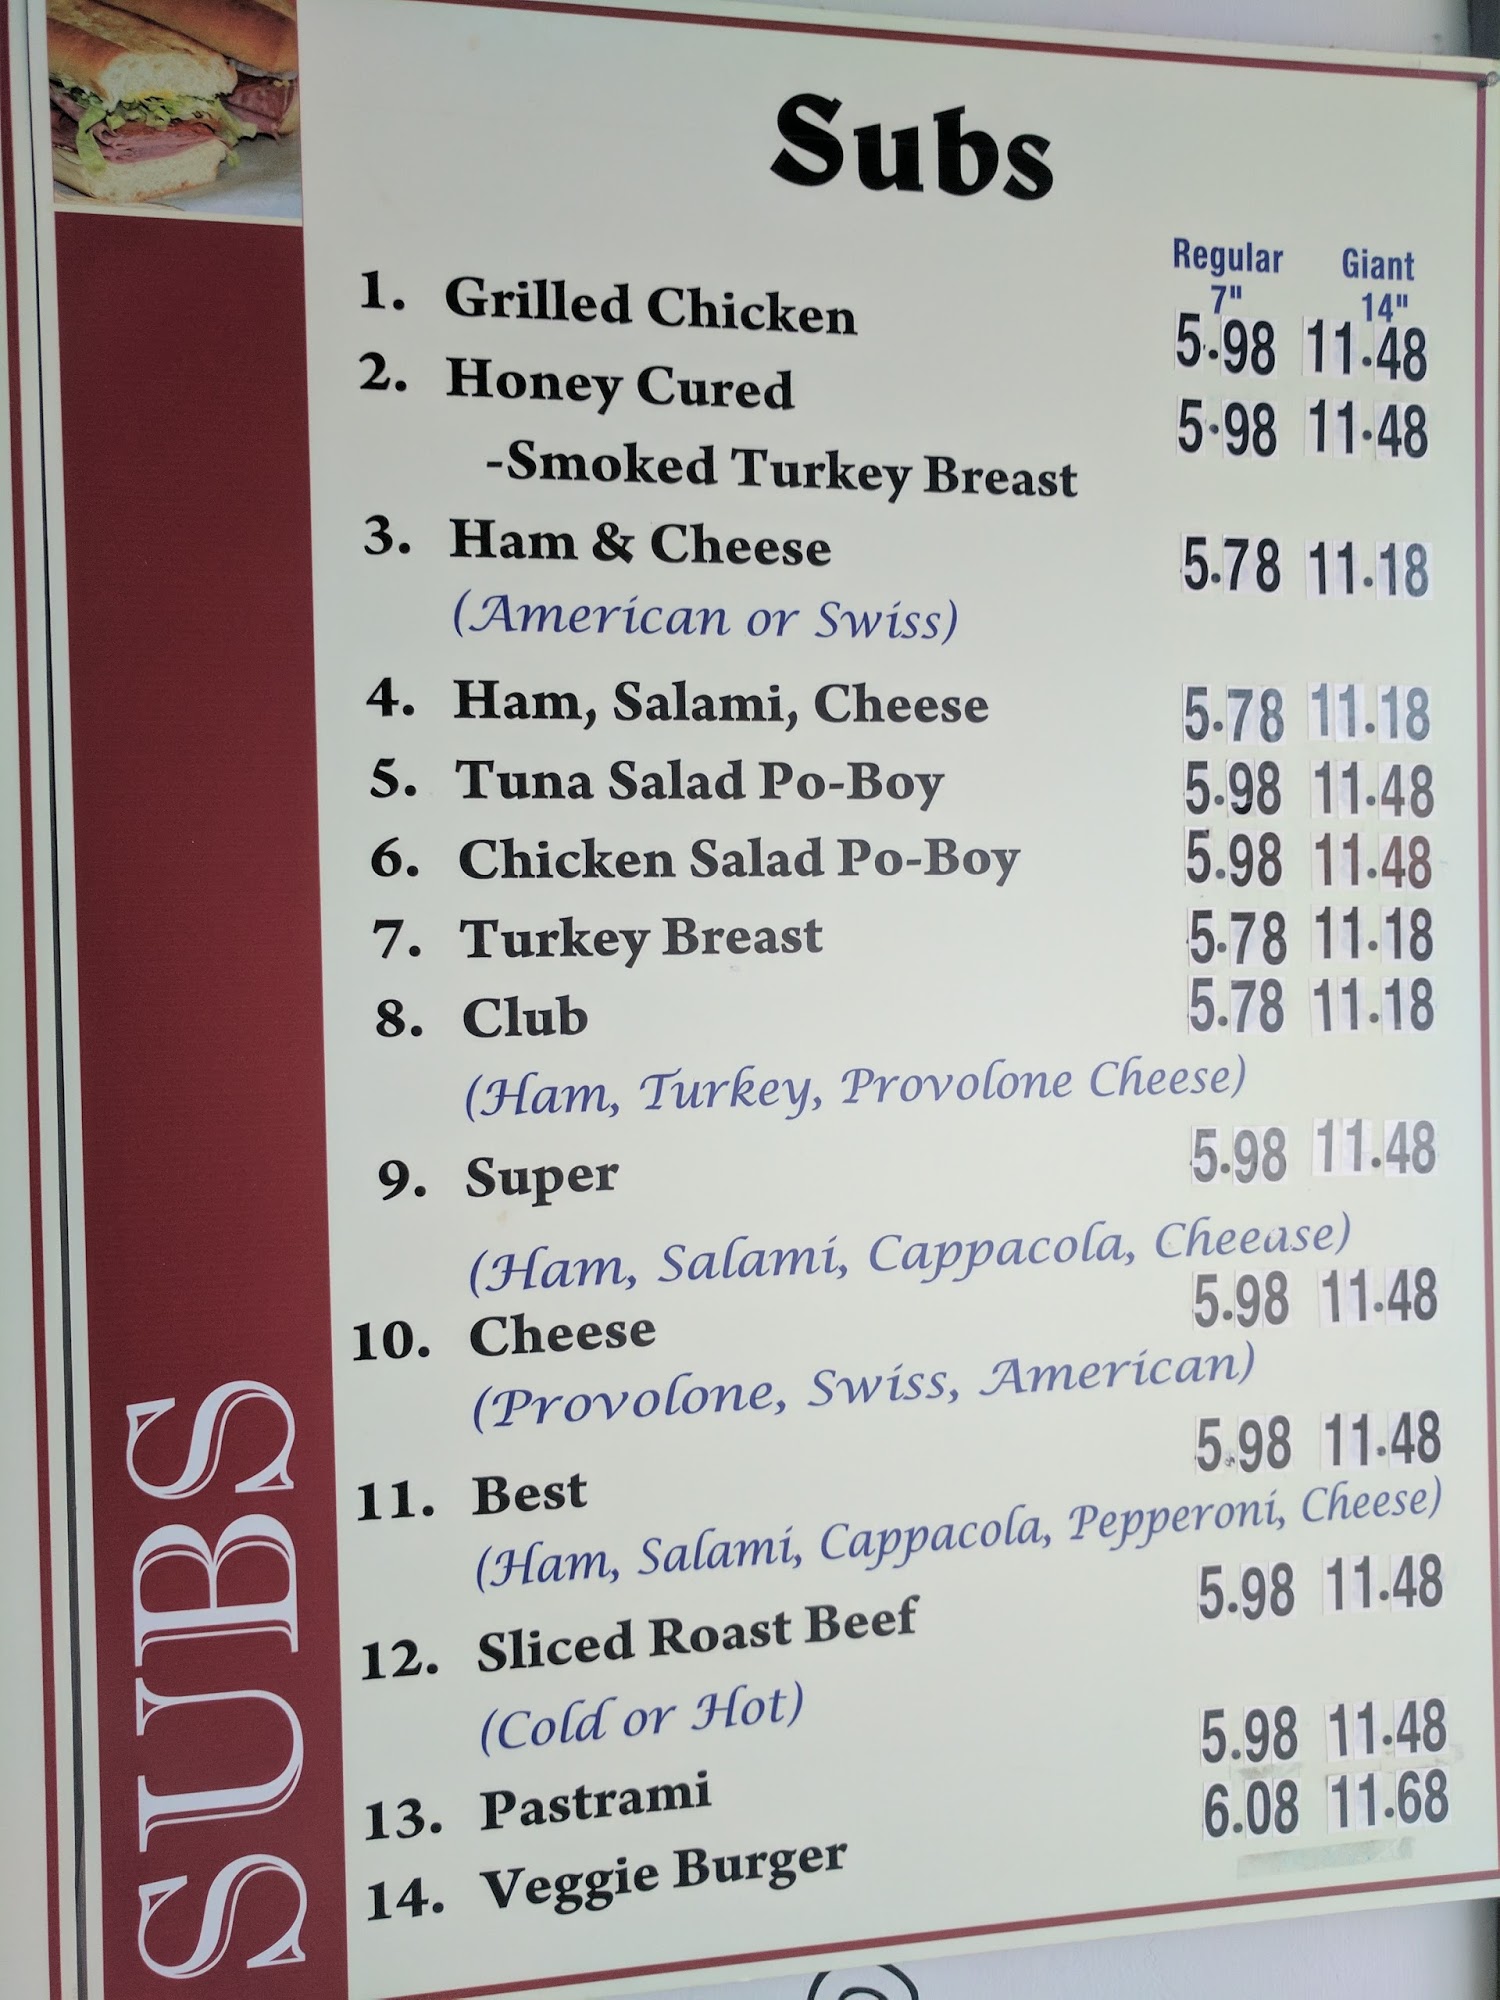 Subs
Regular Giant
7" 14"
1. Grilled Chicken 5.98 11.48
2. Honey Cured 5.98 11.48
-Smoked Turkey Breast
3. Ham & Cheese 5.78 11.18
(American or Swiss)
4. Ham, Salami, Cheese 5.78 11.18
5. Tuna Salad Po-Boy 5.98 11.48
6. Chicken Salad Po-Boy 5.98 11.48
7. Turkey Breast 5.78 11.18
8. Club 5.78 11.18
(Ham, Turkey, Provolone Cheese)
9. Super 5.98 11.48
(Ham, Salami, Cappacola, Cheease)
10. Cheese 5.98 11.48
(Provolone, Swiss, American)
11. Best 5.98 11.48
(Ham, Salami, Cappacola, Pepperoni, Cheese)
12. Sliced Roast Beef 5.98 11.48
(Cold or Hot)
13. Pastrami 5.98 11.48
14. Veggie Burger 6.08 11.68
SUBS